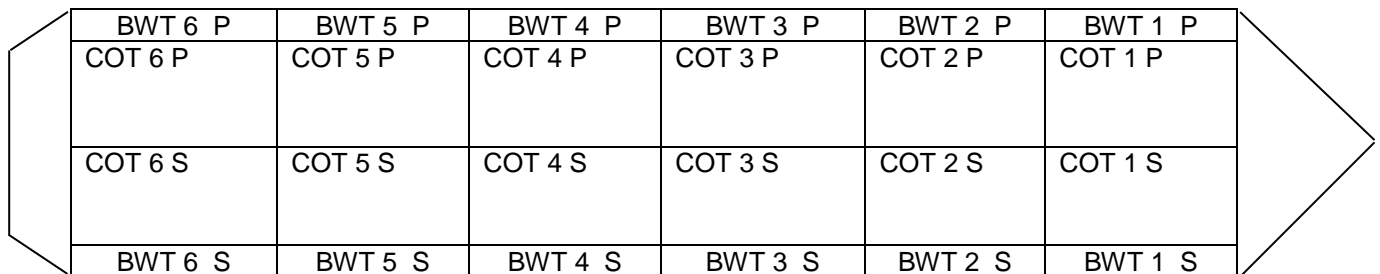 BWT 6 P BWT 5 P BWT 4 P BWT 3 P BWT 2 P BWT 1 P
COT 6 P COT 5 P COT 4 P COT 3 P COT 2 P COT 1 P
COT 6 S COT 5 S COT 4 S COT 3 S COT 2 S COT 1 S
BWT 6 S BWT 5 S BWT 4 S BWT 3 S BWT 2 S BWT 1 S